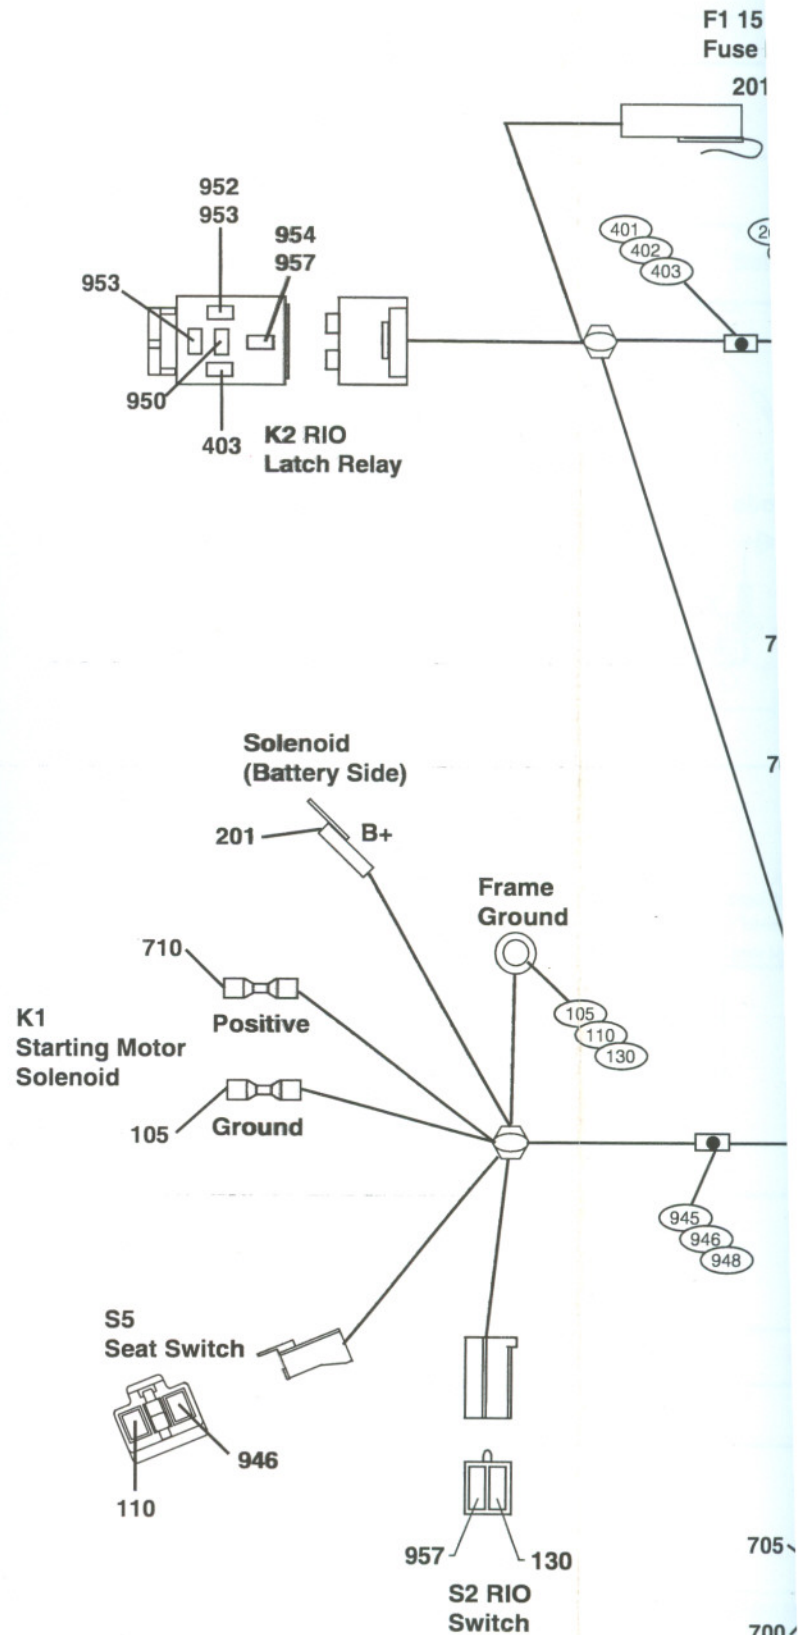 F1 15
Fuse
201
952
953
954
957
953
950
403
K2 RIO
Latch Relay
401
402
403
Solenoid
(Battery Side)
201
B+
Frame
Ground
710
Positive
K1
Starting Motor
Solenoid
105
110
130
105
Ground
945
946
948
S5
Seat Switch
946
110
957
130
S2 RIO
Switch
705
700